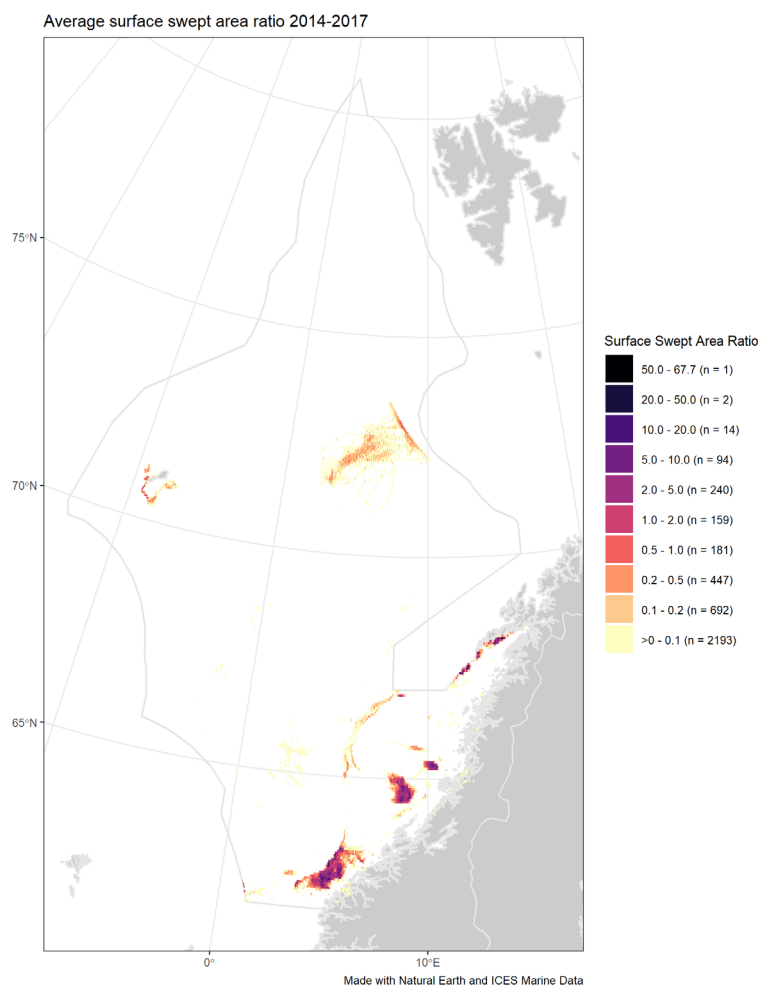 Average surface swept area ratio 2014-2017
75°N
70°N
65°N
0°
10°E
Surface Swept Area Ratio
50.0 - 67.7 (n = 1)
20.0 - 50.0 (n = 2)
10.0 - 20.0 (n = 14)
5.0 - 10.0 (n = 94)
2.0 - 5.0 (n = 240)
1.0 - 2.0 (n = 159)
0.5 - 1.0 (n = 181)
0.2 - 0.5 (n = 447)
0.1 - 0.2 (n = 692)
>0 - 0.1 (n = 2193)
Made with Natural Earth and ICES Marine Data